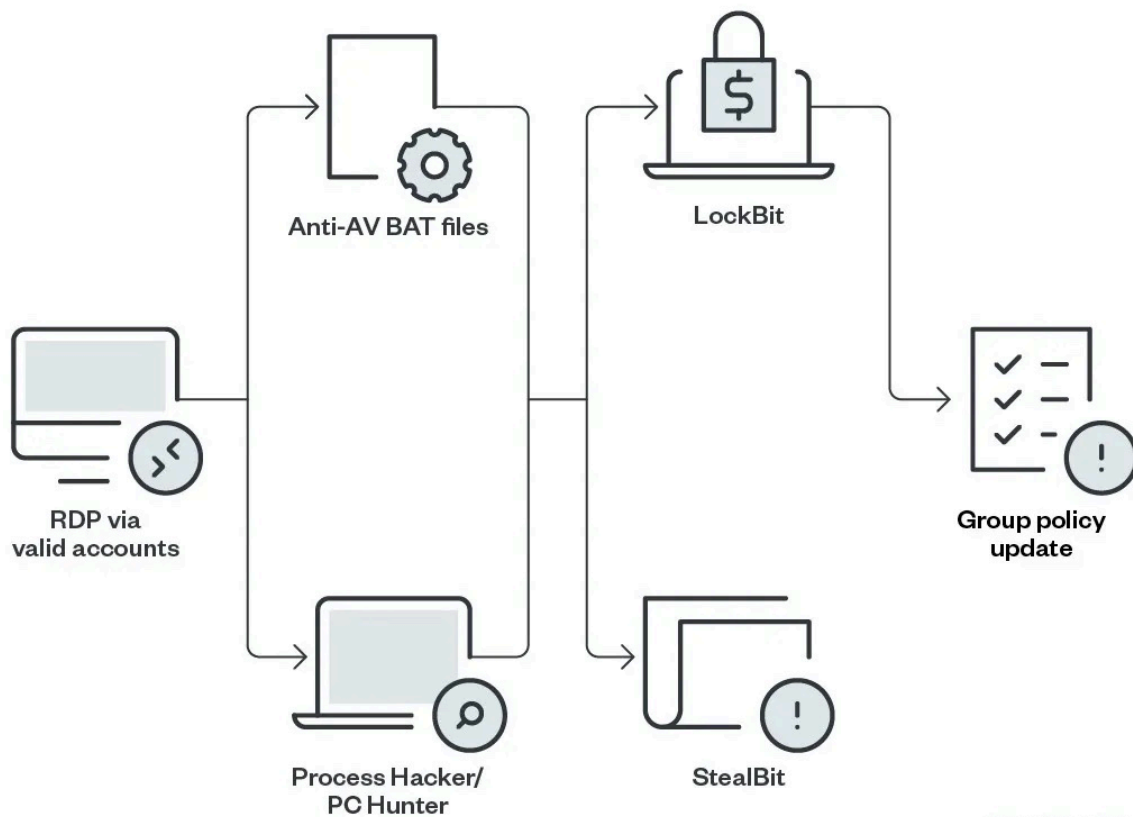 Anti-AV BAT files
LockBit
$
RDP via
valid accounts
Group policy
update
Process Hacker/
PC Hunter
StealBit